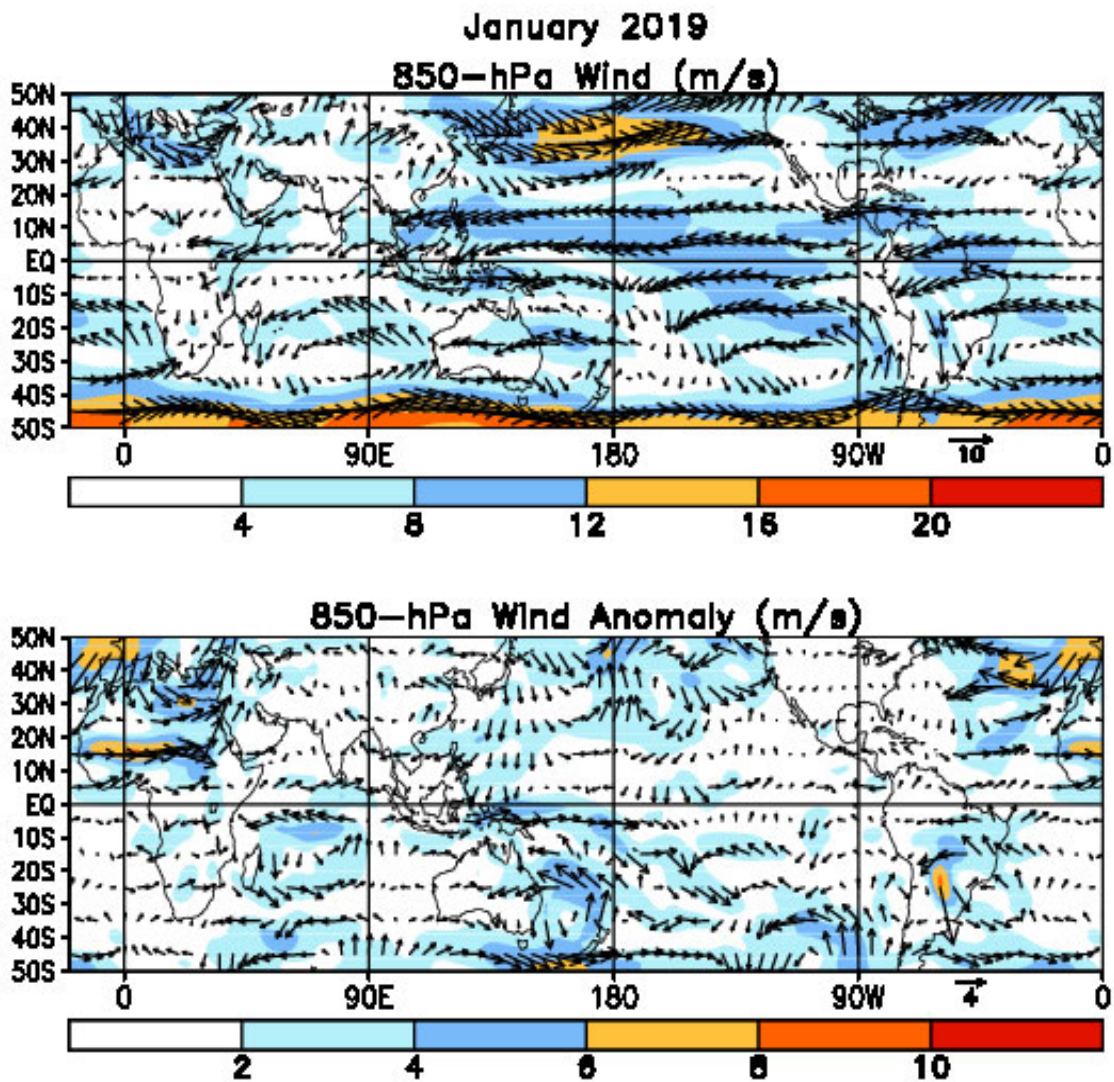 January 2019
850-hPa Wind (m/s)
50N
40N
30N
20N
10N
EQ
10S
20S
30S
40S
50S
0 90E 180 90W 10 0
4 8 12 16 20
850-hPa Wind Anomaly (m/s)
50N
40N
30N
20N
10N
EQ
10S
20S
30S
40S
50S
0 90E 180 90W 4 0
2 4 6 8 10